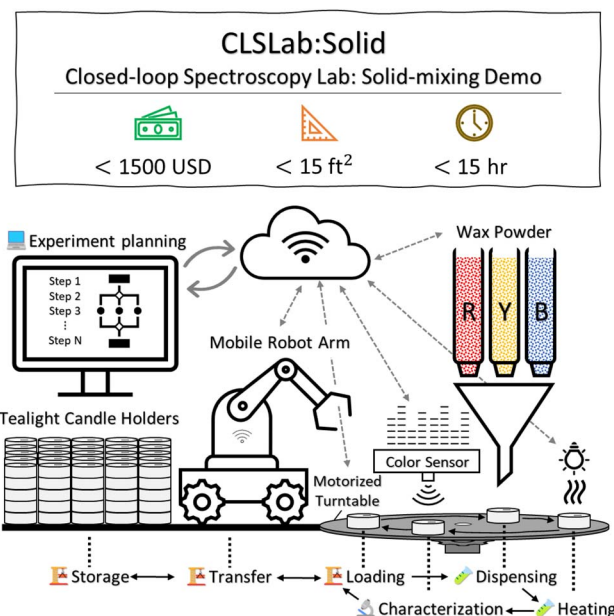 CLSLab:Solid
Closed-loop Spectroscopy Lab: Solid-mixing Demo
< 1500 USD
< 15 ft²
< 15 hr
Experiment planning
Wax Powder
Step 1
Step 2
Step 3
⋮
Step N
R Y B
Mobile Robot Arm
Tealight Candle Holders
Color Sensor
Motorized
Turntable
Storage
Transfer
Loading
Dispensing
Characterization
Heating